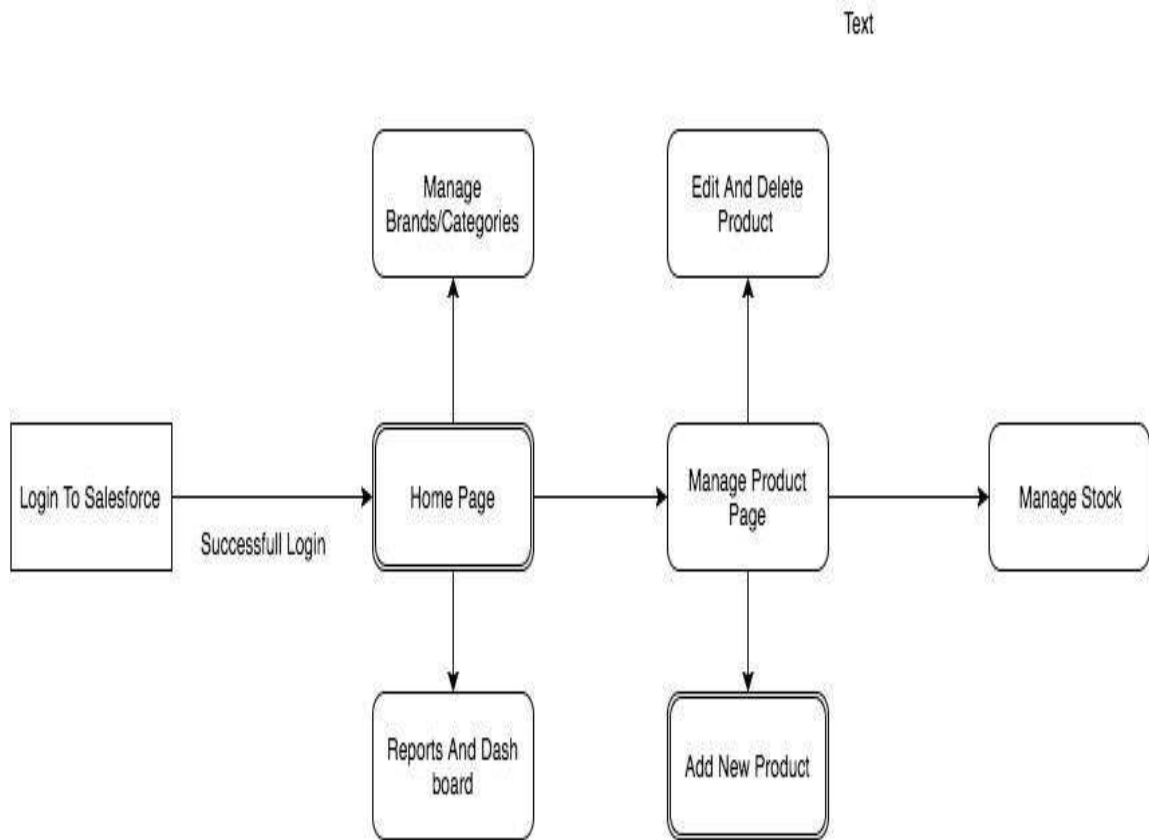 Text
Manage
Brands/Categories
Edit And Delete
Product
Login To Salesforce
Successfull Login
Home Page
Manage Product
Page
Manage Stock
Reports And Dash
board
Add New Product